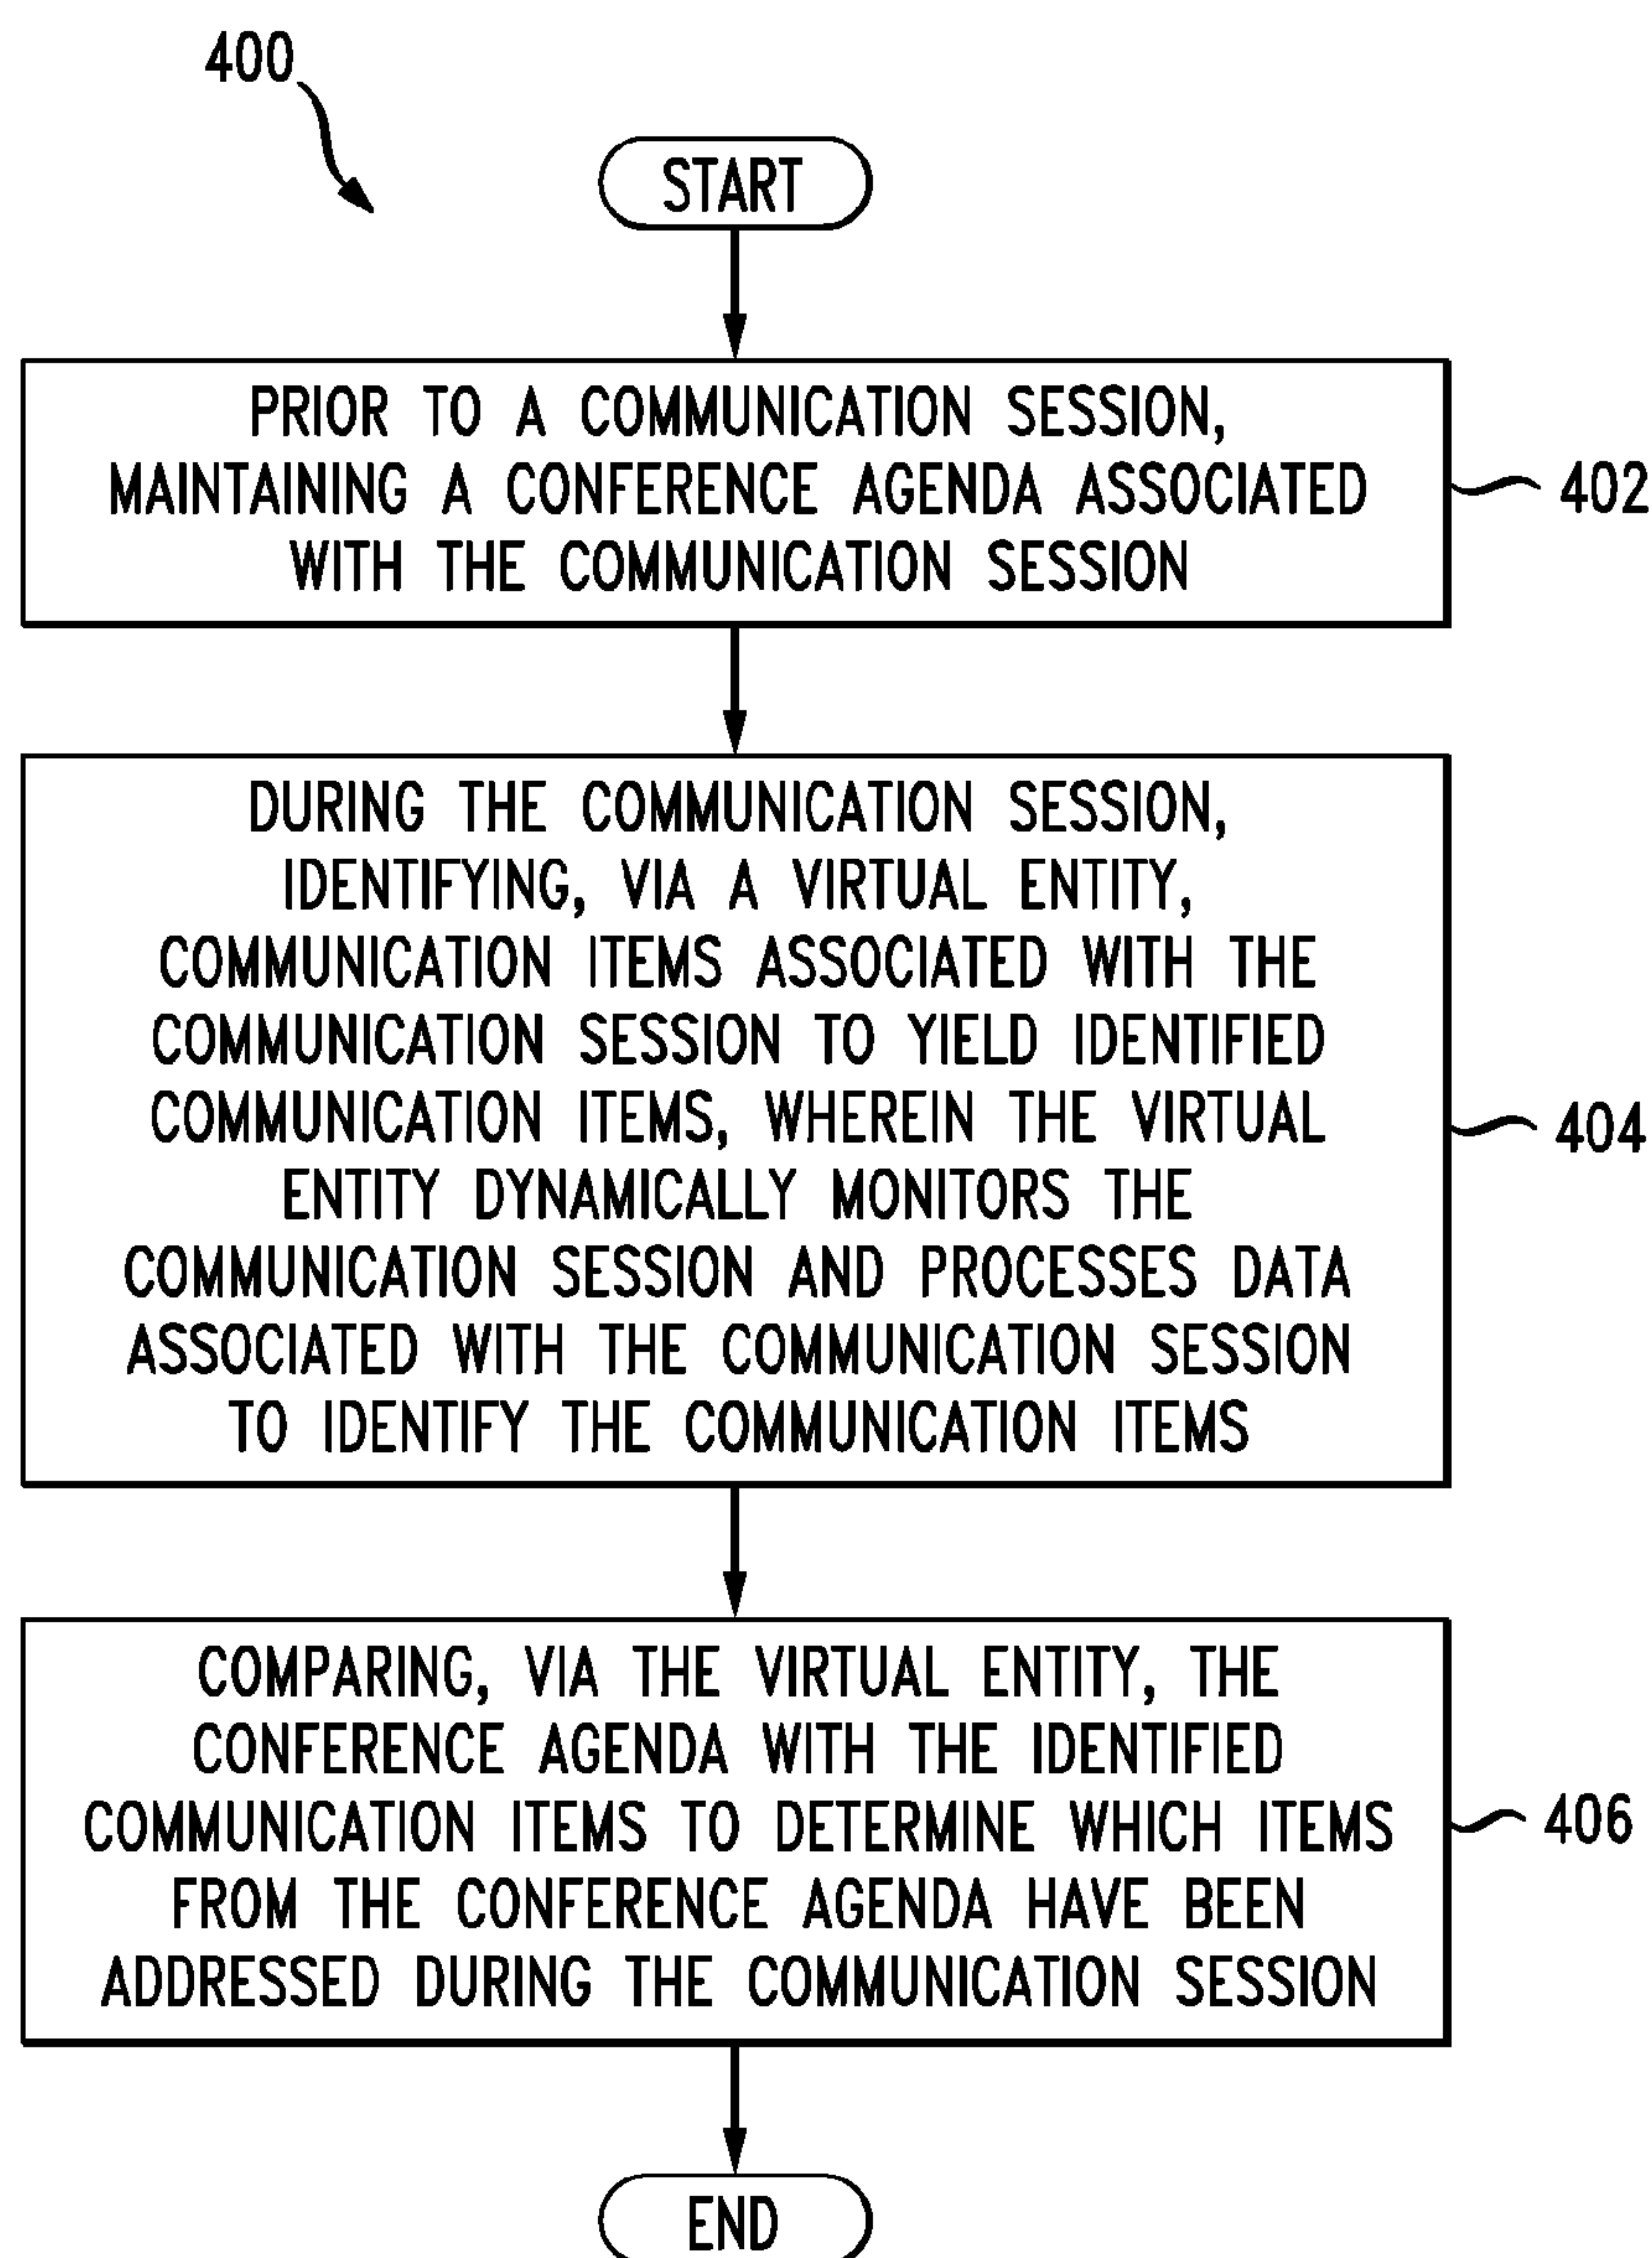 400
START
PRIOR TO A COMMUNICATION SESSION,
MAINTAINING A CONFERENCE AGENDA ASSOCIATED
WITH THE COMMUNICATION SESSION
402
DURING THE COMMUNICATION SESSION,
IDENTIFYING, VIA A VIRTUAL ENTITY,
COMMUNICATION ITEMS ASSOCIATED WITH THE
COMMUNICATION SESSION TO YIELD IDENTIFIED
COMMUNICATION ITEMS, WHEREIN THE VIRTUAL
ENTITY DYNAMICALLY MONITORS THE
COMMUNICATION SESSION AND PROCESSES DATA
ASSOCIATED WITH THE COMMUNICATION SESSION
TO IDENTIFY THE COMMUNICATION ITEMS
404
COMPARING, VIA THE VIRTUAL ENTITY, THE
CONFERENCE AGENDA WITH THE IDENTIFIED
COMMUNICATION ITEMS TO DETERMINE WHICH ITEMS
FROM THE CONFERENCE AGENDA HAVE BEEN
ADDRESSED DURING THE COMMUNICATION SESSION
406
END